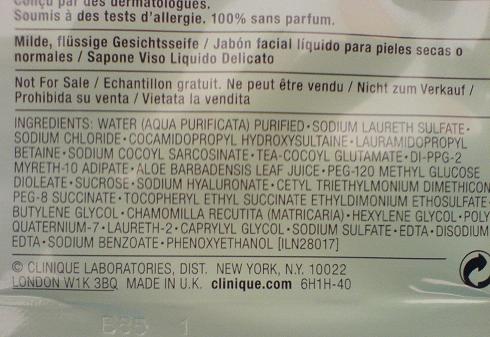 Conçu par des dermatologues.
Soumis à des tests d'allergie. 100% sans parfum.
Milde, flüssige Gesichtsseife / Jabón facial líquido para pieles secas o
normales / Sapone Viso Liquido Delicato
Not For Sale / Echantillon gratuit. Ne peut être vendu / Nicht zum Verkauf /
Prohibida su venta / Vietata la vendita
INGREDIENTS: WATER (AQUA PURIFICATA) PURIFIED•SODIUM LAURETH SULFATE•
SODIUM CHLORIDE•COCAMIDOPROPYL HYDROXYSULTAINE•LAURAMIDOPROPYL
BETAINE•SODIUM COCOYL SARCOSINATE•TEA-COCOYL GLUTAMATE•DI-PPG-2
MYRETH-10 ADIPATE•ALOE BARBADENSIS LEAF JUICE•PEG-120 METHYL GLUCOSE
DIOLEATE•SUCROSE•SODIUM HYALURONATE•CETYL TRIETHYLMONIUM DIMETHICON
PEG-8 SUCCINATE•TOCOPHERYL ETHYL SUCCINATE ETHYLDIMONIUM ETHOSULFATE
BUTYLENE GLYCOL•CHAMOMILLA RECUTITA (MATRICARIA)•HEXYLENE GLYCOL•POLY
QUATERNIUM-7•LAURETH-2•CAPRYLYL GLYCOL•SODIUM SULFATE•EDTA•DISODIUM
EDTA•SODIUM BENZOATE•PHENOXYETHANOL [ILN28017]
© CLINIQUE LABORATORIES, DIST. NEW YORK, N.Y. 10022
LONDON W1K 3BQ MADE IN U.K. clinique.com 6H1H-40